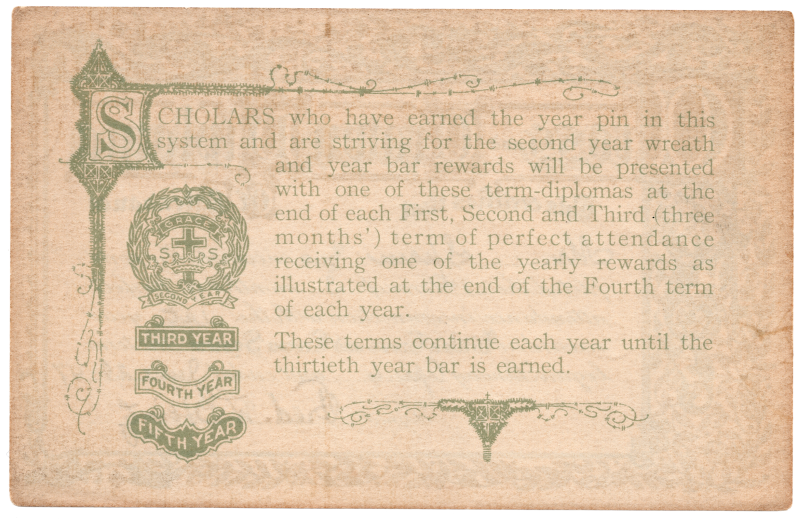 SCHOLARS who have earned the year pin in this
system and are striving for the second year wreath
and year bar rewards will be presented
with one of these term-diplomas at the
end of each First, Second and Third (three
months') term of perfect attendance
receiving one of the yearly rewards as
illustrated at the end of the Fourth term
of each year.
These terms continue each year until the
thirtieth year bar is earned.
GRACE
S S
SECOND YEAR
THIRD YEAR
FOURTH YEAR
FIFTH YEAR